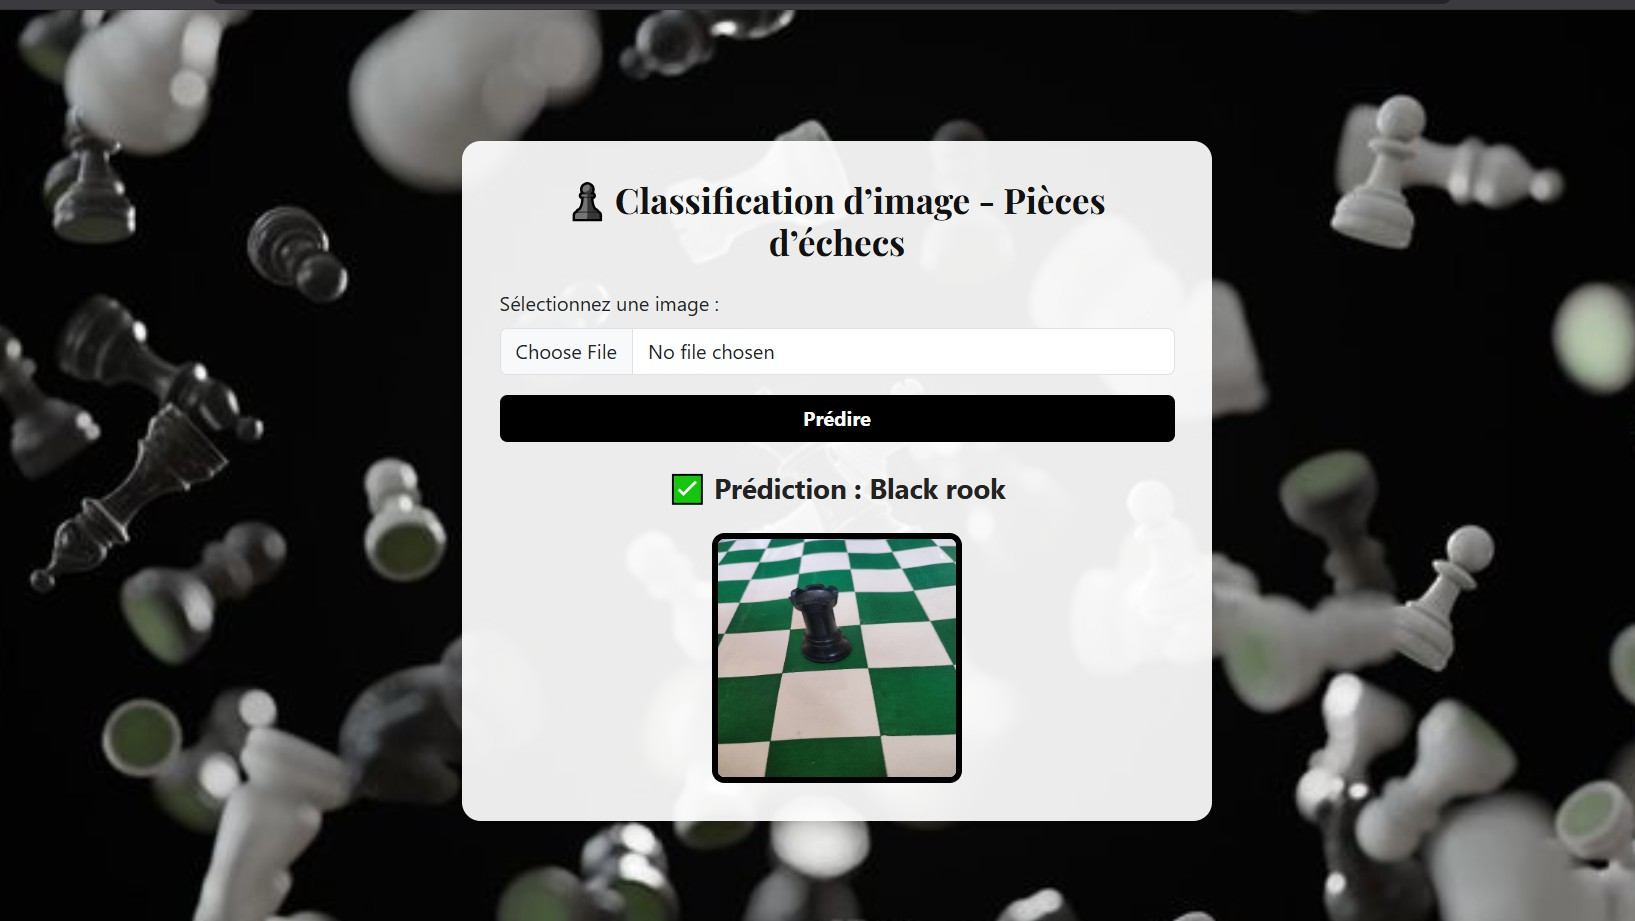 Classification d’image - Pièces
d’échecs
Sélectionnez une image :
Choose File No file chosen
Prédire
Prédiction : Black rook